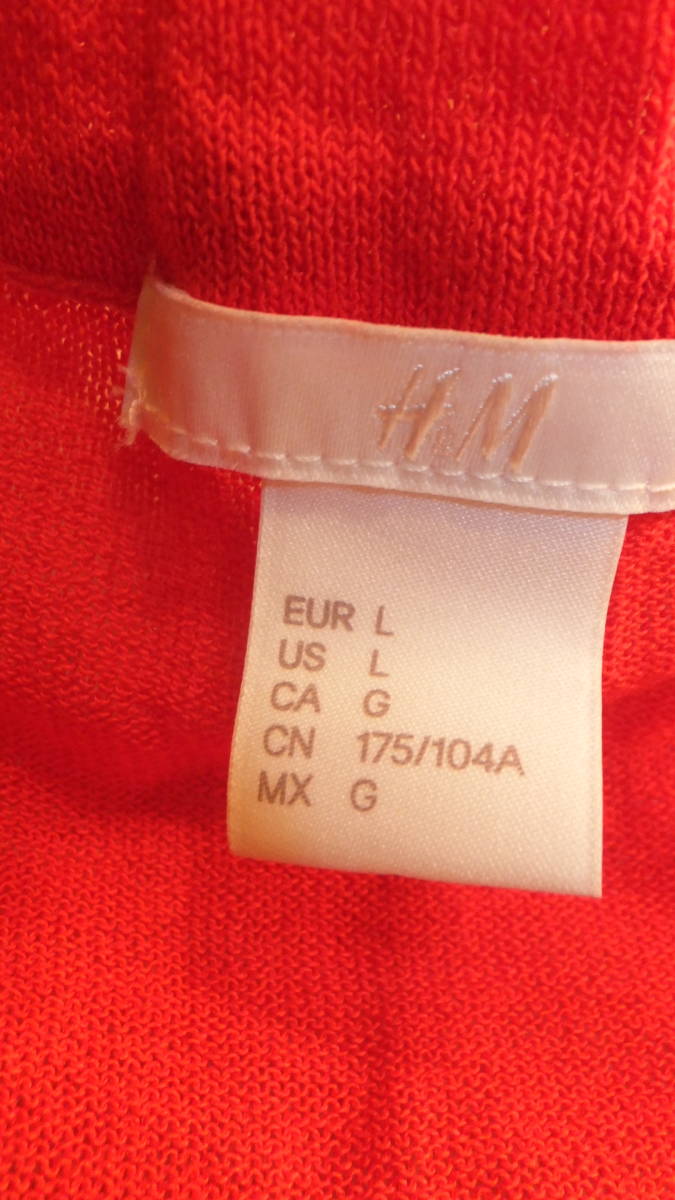 H&M
EUR L
US L
CA G
CN 175/104A
MX G